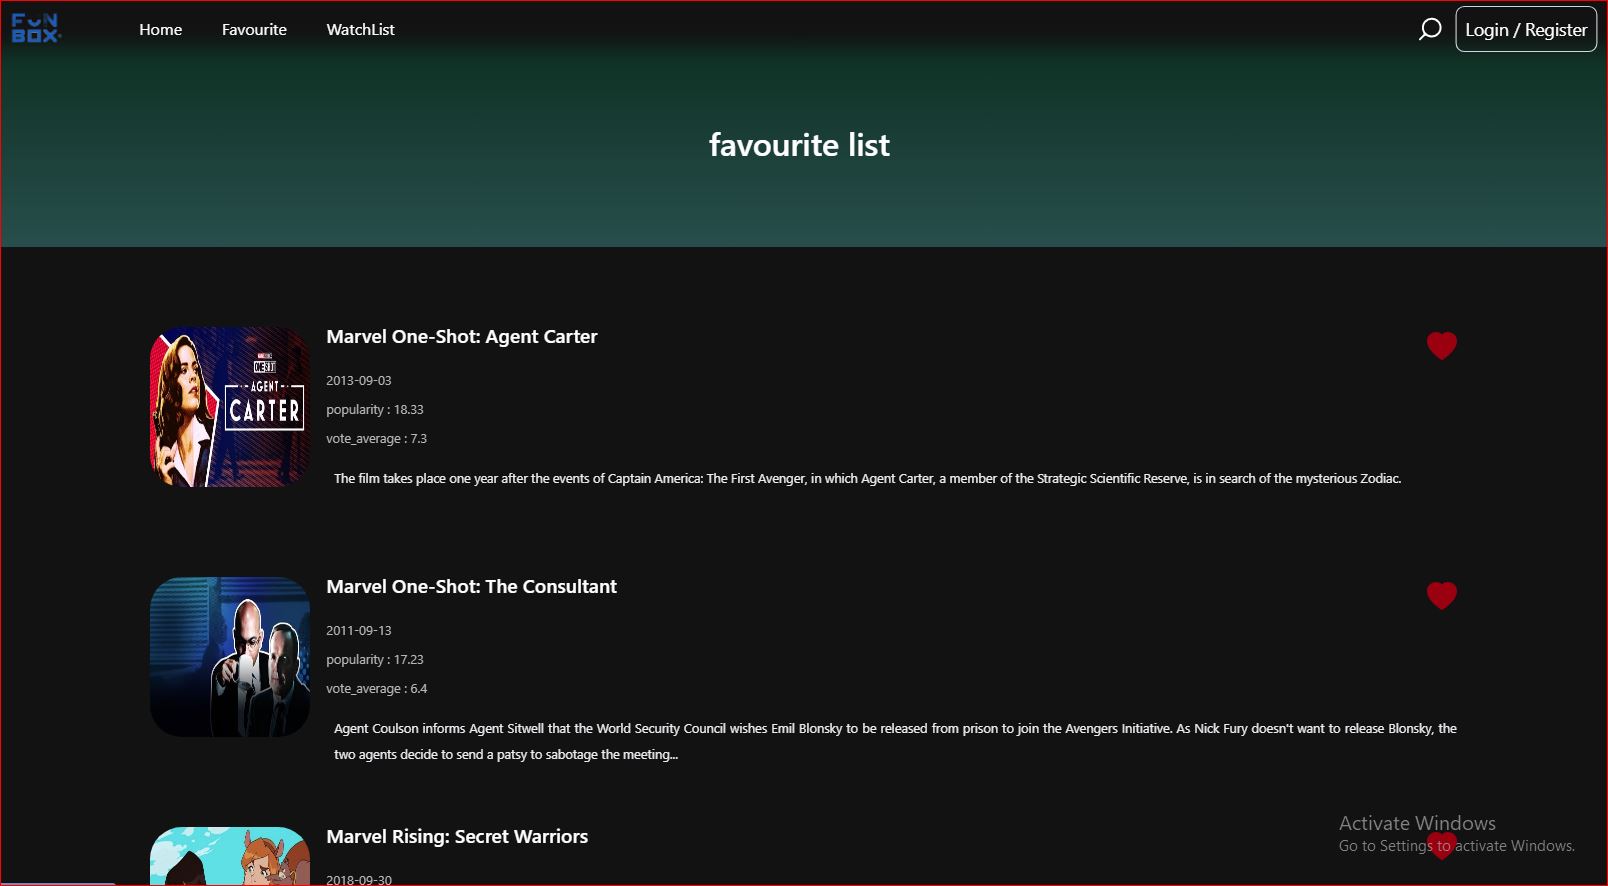 FUN
BOX
Home Favourite WatchList Login / Register
favourite list
Marvel One-Shot: Agent Carter
2013-09-03
popularity : 18.33
vote_average : 7.3
The film takes place one year after the events of Captain America: The First Avenger, in which Agent Carter, a member of the Strategic Scientific Reserve, is in search of the mysterious Zodiac.
ONE-SHOT
AGENT
CARTER
Marvel One-Shot: The Consultant
2011-09-13
popularity : 17.23
vote_average : 6.4
Agent Coulson informs Agent Sitwell that the World Security Council wishes Emil Blonsky to be released from prison to join the Avengers Initiative. As Nick Fury doesn't want to release Blonsky, the
two agents decide to send a patsy to sabotage the meeting...
Marvel Rising: Secret Warriors
2018-09-30
Activate Windows
Go to Settings to activate Windows.